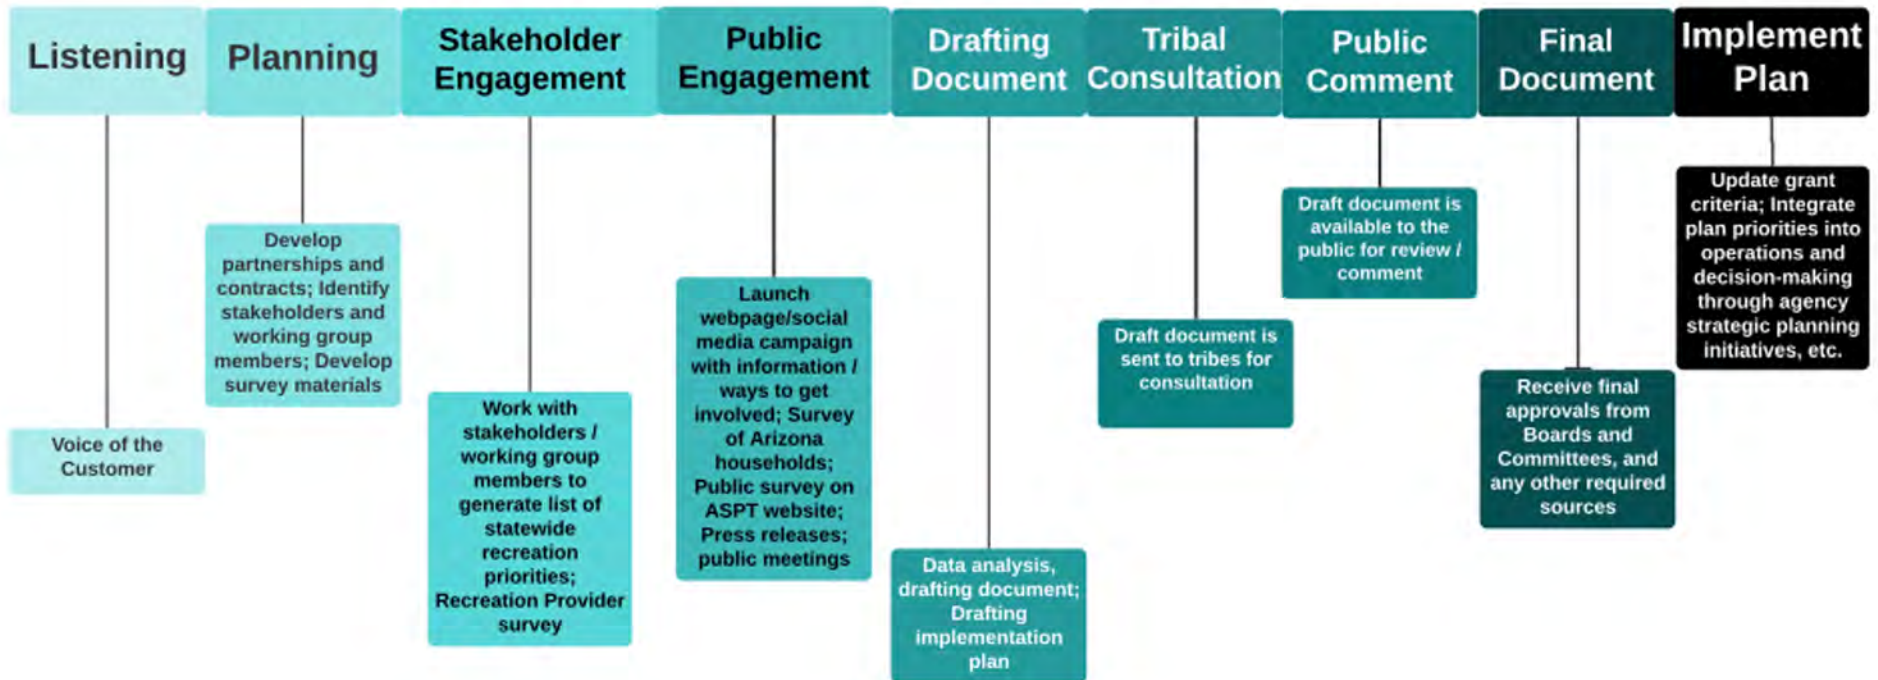 Listening
Planning
Stakeholder
Engagement
Public
Engagement
Drafting
Document
Tribal
Consultation
Public
Comment
Final
Document
Implement
Plan
Voice of the
Customer
Develop
partnerships and
contracts; Identify
stakeholders and
working group
members; Develop
survey materials
Work with
stakeholders /
working group
members to
generate list of
statewide
recreation
priorities;
Recreation Provider
survey
Launch
webpage/social
media campaign
with information /
ways to get
involved; Survey
of Arizona
households;
Public survey on
ASPT website;
Press releases;
public meetings
Data analysis,
drafting document;
Drafting
implementation
plan
Draft document is
sent to tribes for
consultation
Draft document is
available to the
public for review /
comment
Receive final
approvals from
Boards and
Committees, and
any other required
sources
Update grant
criteria; Integrate
plan priorities into
operations and
decision-making
through agency
strategic planning
initiatives, etc.